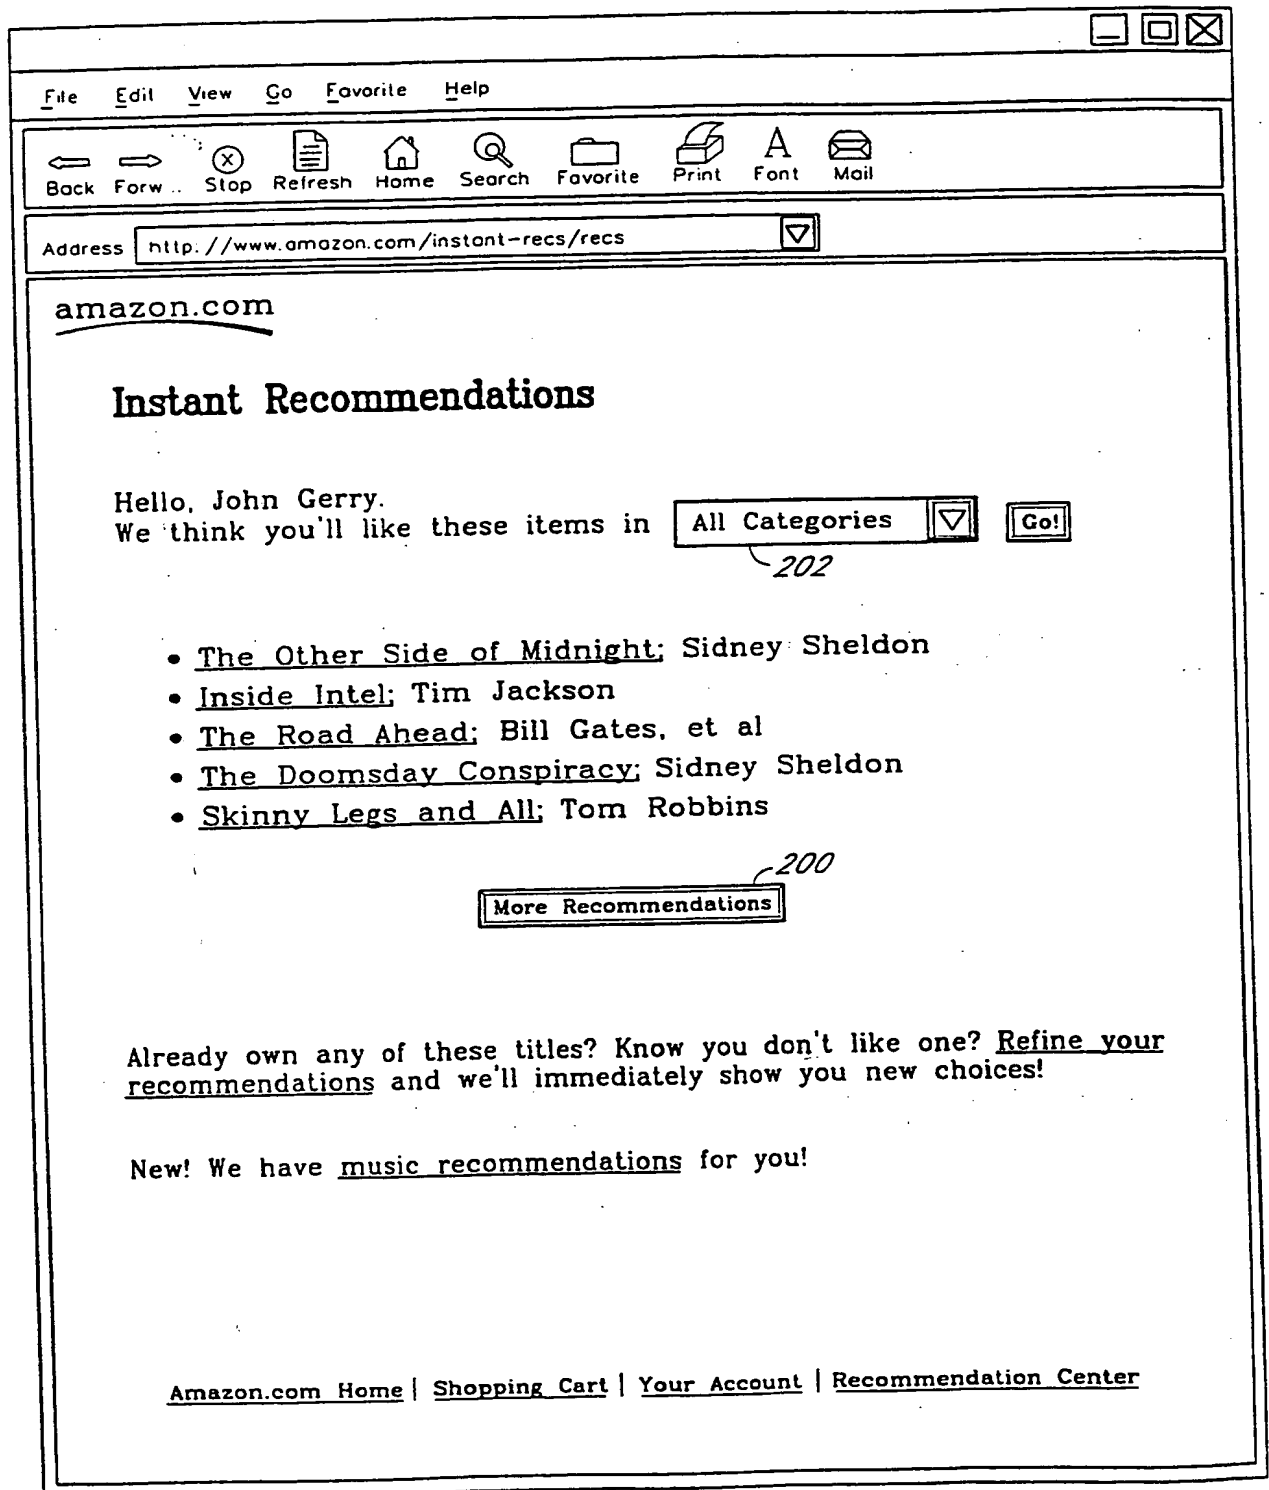 File Edit View Go Favorite Help
Back Forw .. Stop Refresh Home Search Favorite Print Font Mail
Address http://www.amazon.com/instant-recs/recs
amazon.com
Instant Recommendations
Hello, John Gerry.
We think you'll like these items in All Categories Go!
202
• The Other Side of Midnight; Sidney Sheldon
• Inside Intel; Tim Jackson
• The Road Ahead; Bill Gates, et al
• The Doomsday Conspiracy; Sidney Sheldon
• Skinny Legs and All; Tom Robbins
200
More Recommendations
Already own any of these titles? Know you don't like one? Refine your
recommendations and we'll immediately show you new choices!
New! We have music recommendations for you!
Amazon.com Home | Shopping Cart | Your Account | Recommendation Center